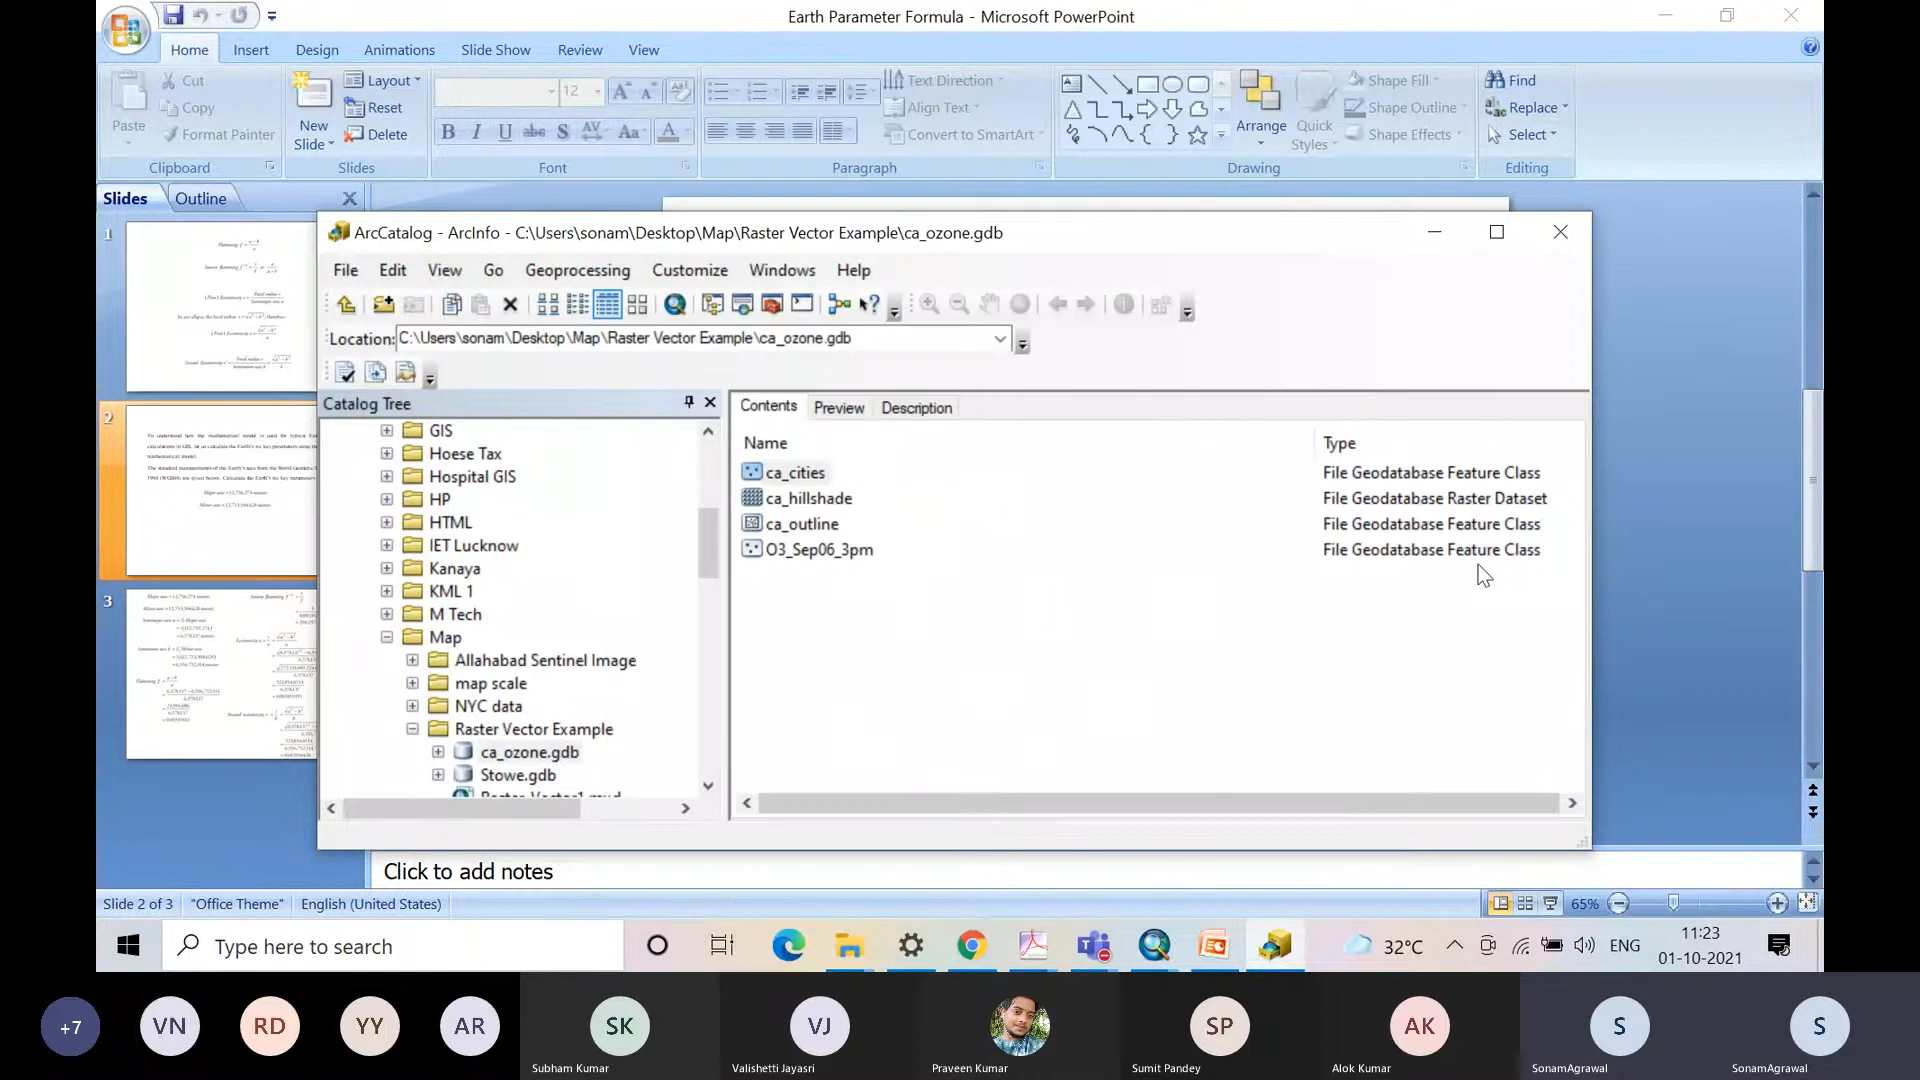 Earth Parameter Formula - Microsoft PowerPoint
Home Insert Design Animations Slide Show Review View
Paste Cut Copy Format Painter
New Slide Layout Reset Delete
12
B I U abc S AV Aa A
Text Direction Align Text Convert to SmartArt
Arrange Quick Styles Shape Fill Shape Outline Shape Effects
Find Replace Select
Clipboard Slides Font Paragraph Drawing Editing
Slides Outline
1
2
3
ArcCatalog - ArcInfo - C:\Users\sonam\Desktop\Map\Raster Vector Example\ca_ozone.gdb
File Edit View Go Geoprocessing Customize Windows Help
Location: C:\Users\sonam\Desktop\Map\Raster Vector Example\ca_ozone.gdb
Catalog Tree
GIS
Hoese Tax
Hospital GIS
HP
HTML
IET Lucknow
Kanaya
KML 1
M Tech
Map
Allahabad Sentinel Image
map scale
NYC data
Raster Vector Example
ca_ozone.gdb
Stowe.gdb
Contents Preview Description
Name Type
ca_cities File Geodatabase Feature Class
ca_hillshade File Geodatabase Raster Dataset
ca_outline File Geodatabase Feature Class
O3_Sep06_3pm File Geodatabase Feature Class
Click to add notes
Slide 2 of 3 "Office Theme" English (United States) 65%
Type here to search
32°C ENG 11:23
01-10-2021
+7 VN RD YY AR SK VJ SP AK S S
Subham Kumar Valishetti Jayasri Praveen Kumar Sumit Pandey Alok Kumar SonamAgrawal SonamAgrawal